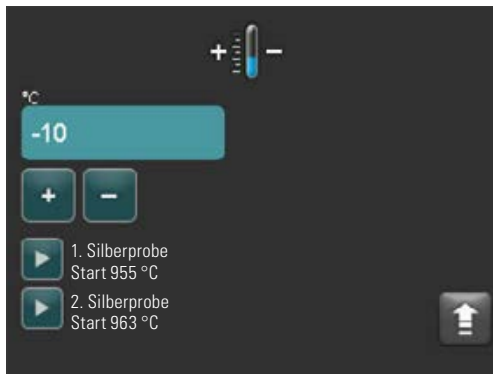 °C
-10
1. Silberprobe
Start 955 °C
2. Silberprobe
Start 963 °C